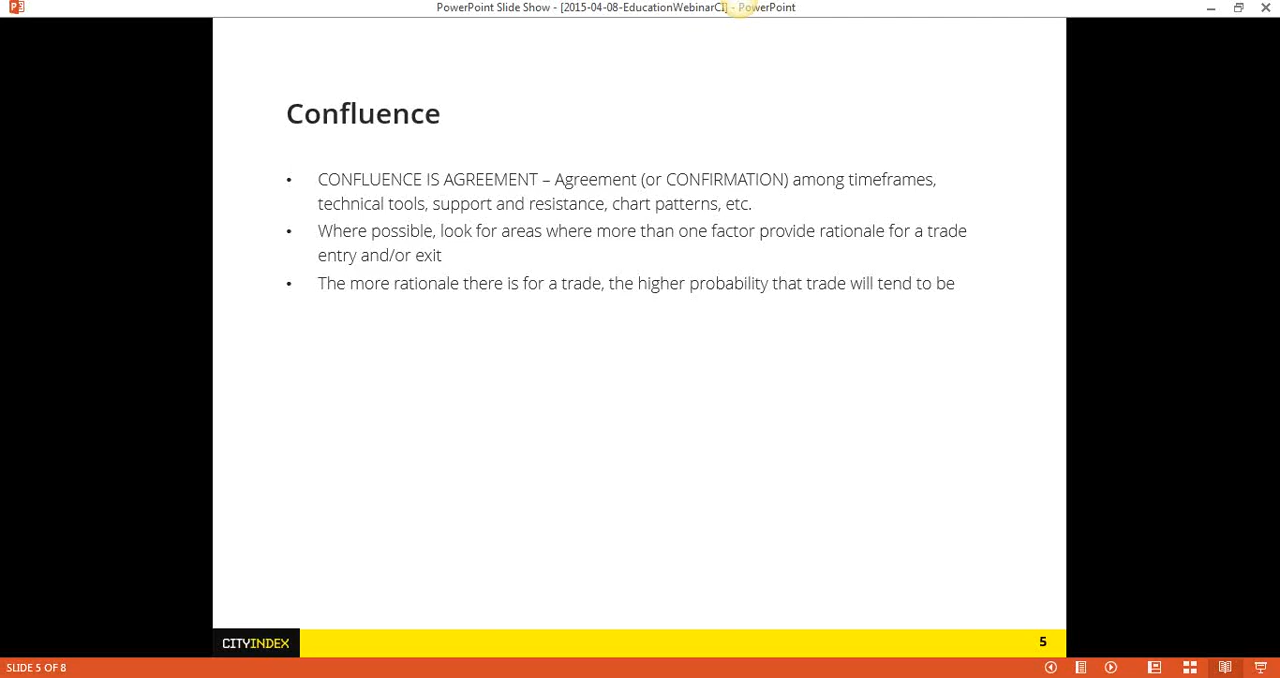 PowerPoint Slide Show - [2015-04-08-EducationWebinarCI] - PowerPoint
Confluence
• CONFLUENCE IS AGREEMENT – Agreement (or CONFIRMATION) among timeframes,
technical tools, support and resistance, chart patterns, etc.
• Where possible, look for areas where more than one factor provide rationale for a trade
entry and/or exit
• The more rationale there is for a trade, the higher probability that trade will tend to be
CITYINDEX
5
SLIDE 5 OF 8